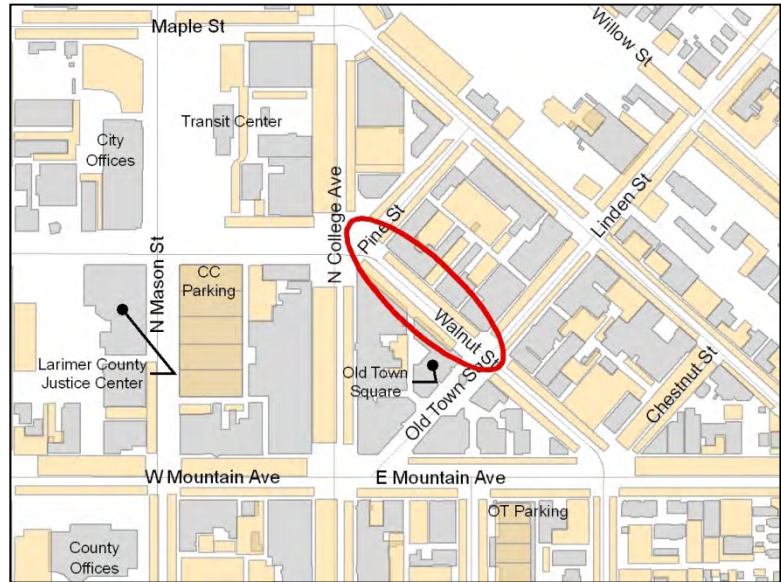 Maple St
Willow St
Transit Center
City
Offices
N College Ave
Pine St
Linden St
N Mason St
CC
Parking
Walnut St
Larimer County
Justice Center
Old Town
Square
Old Town Sq
Chestnut St
W Mountain Ave
E Mountain Ave
OT Parking
County
Offices